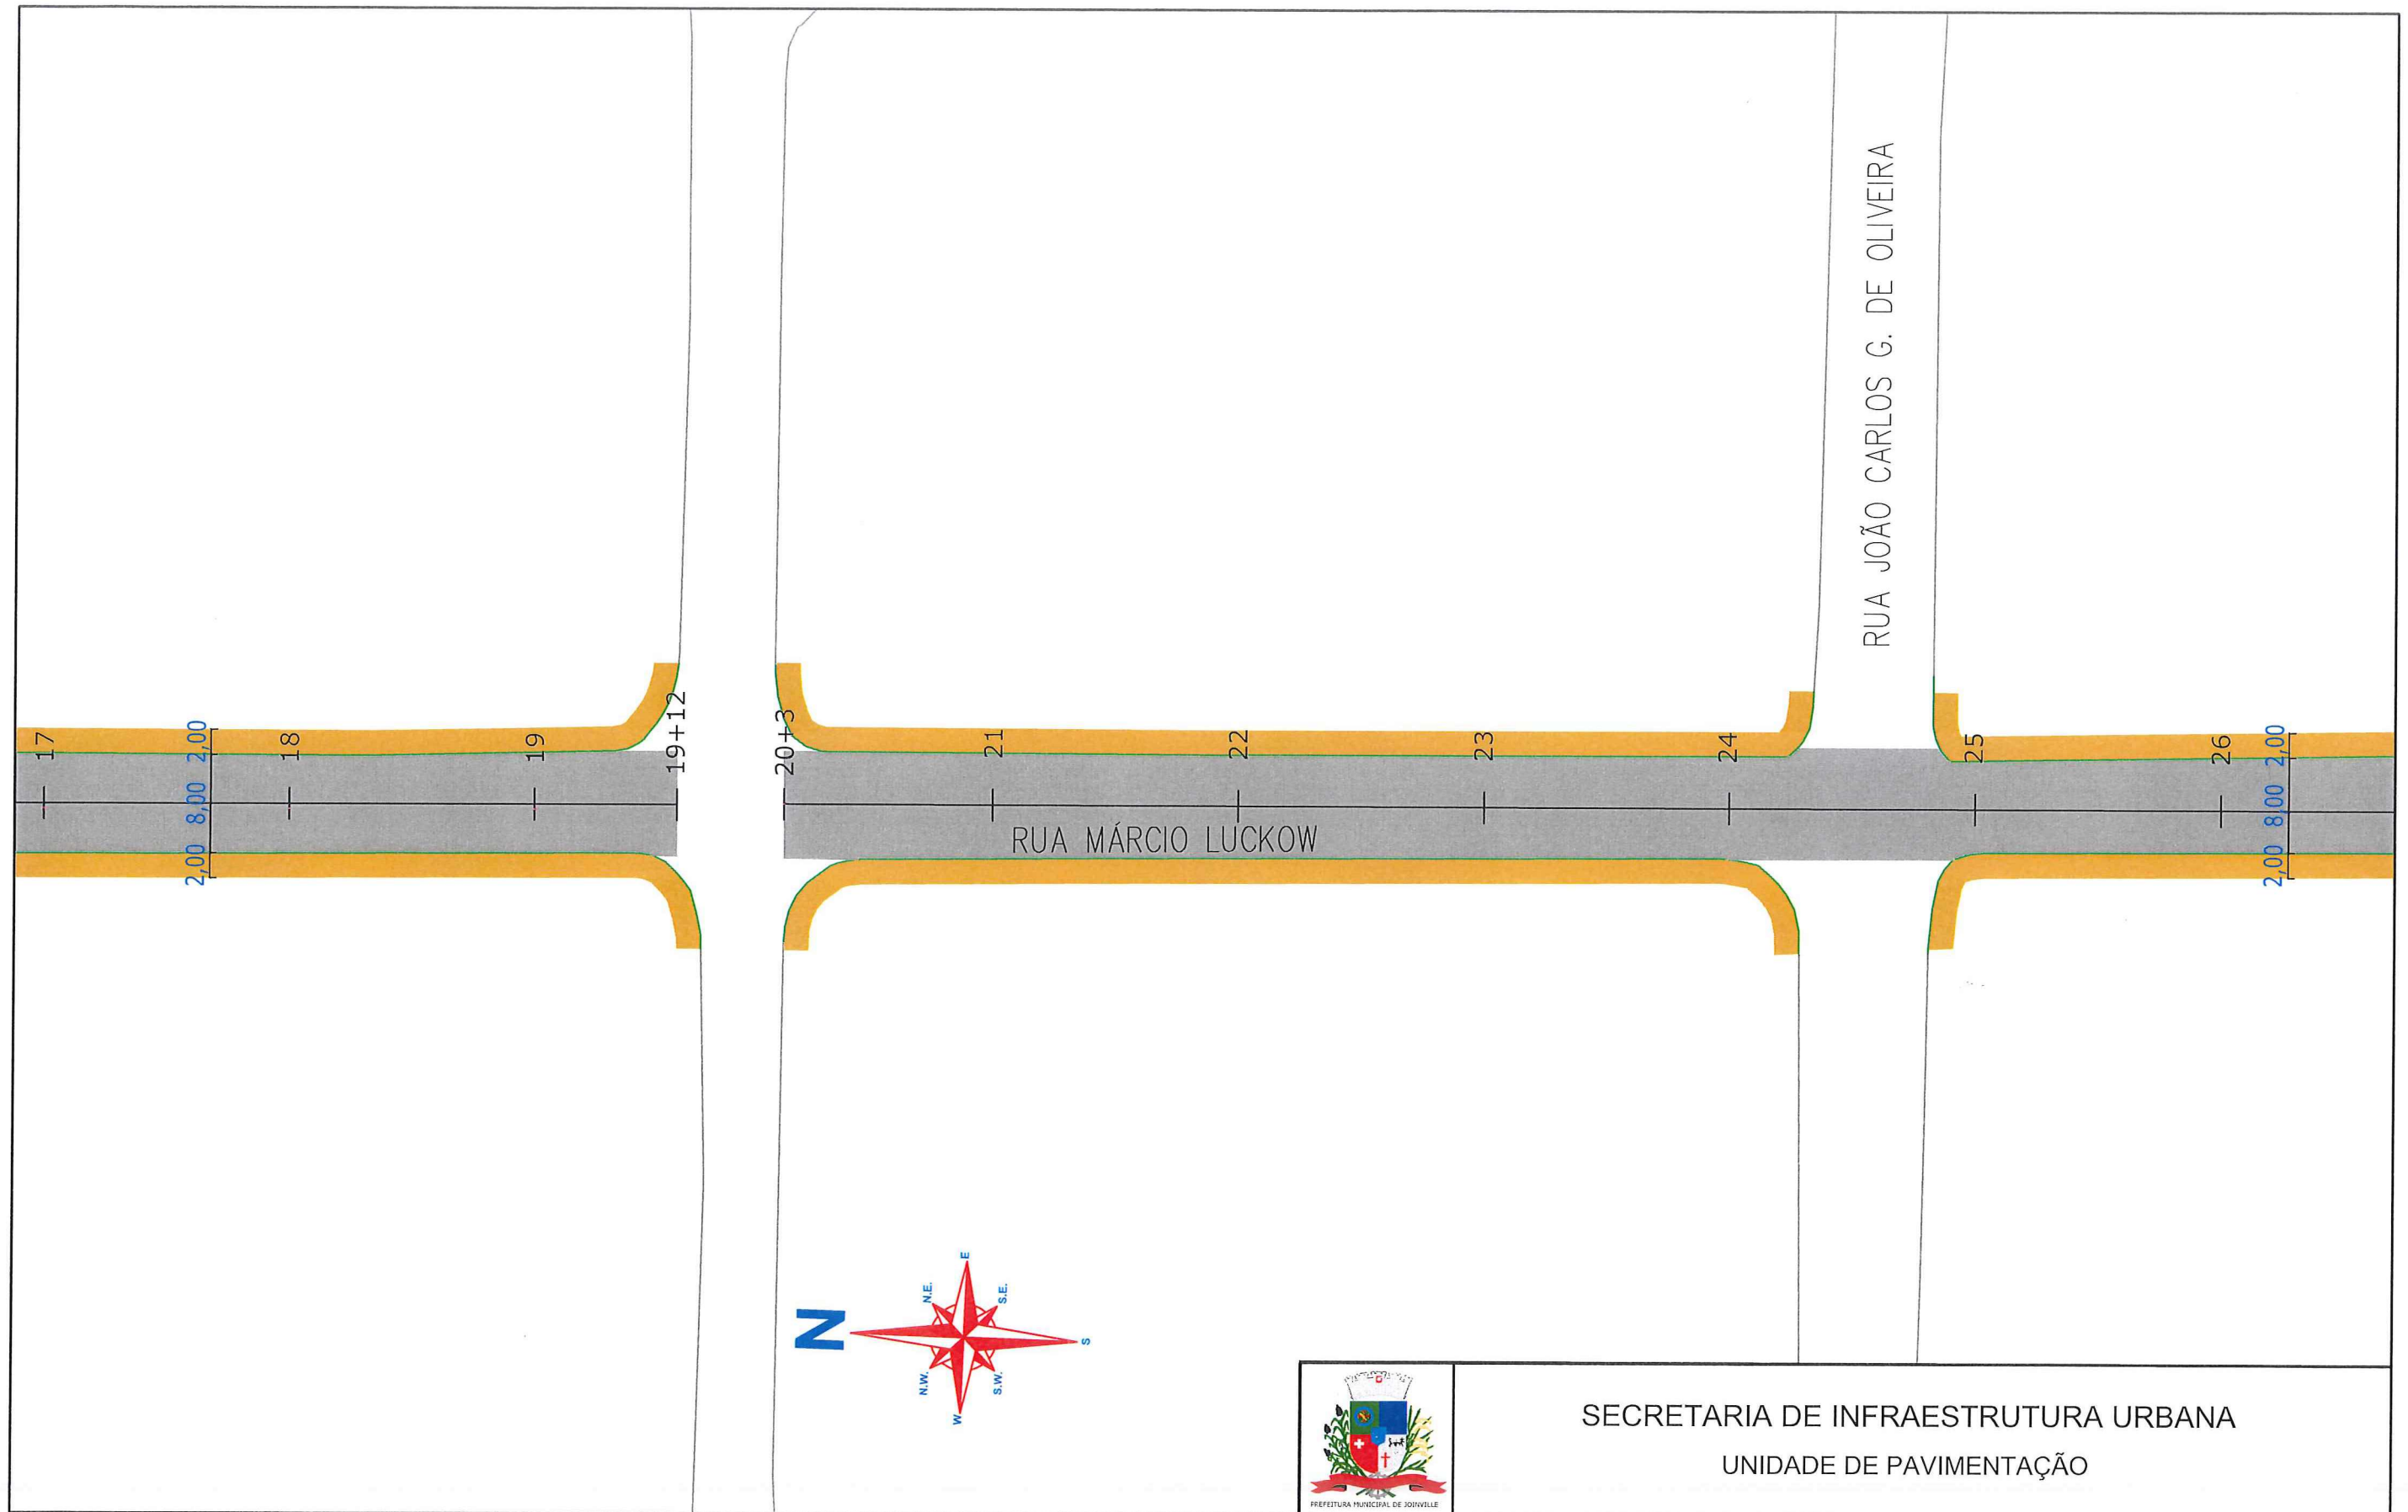 RUA JOÃO CARLOS G. DE OLIVEIRA
17
2,00
8,00
2,00
18
19
19+12
20+3
21
22
23
24
25
26
2,00
8,00
2,00
RUA MÁRCIO LUCKOW
N
N.E.
E
S.E.
S
S.W.
W
N.W.
SECRETARIA DE INFRAESTRUTURA URBANA
UNIDADE DE PAVIMENTAÇÃO
PREFEITURA MUNICIPAL DE JOINVILLE